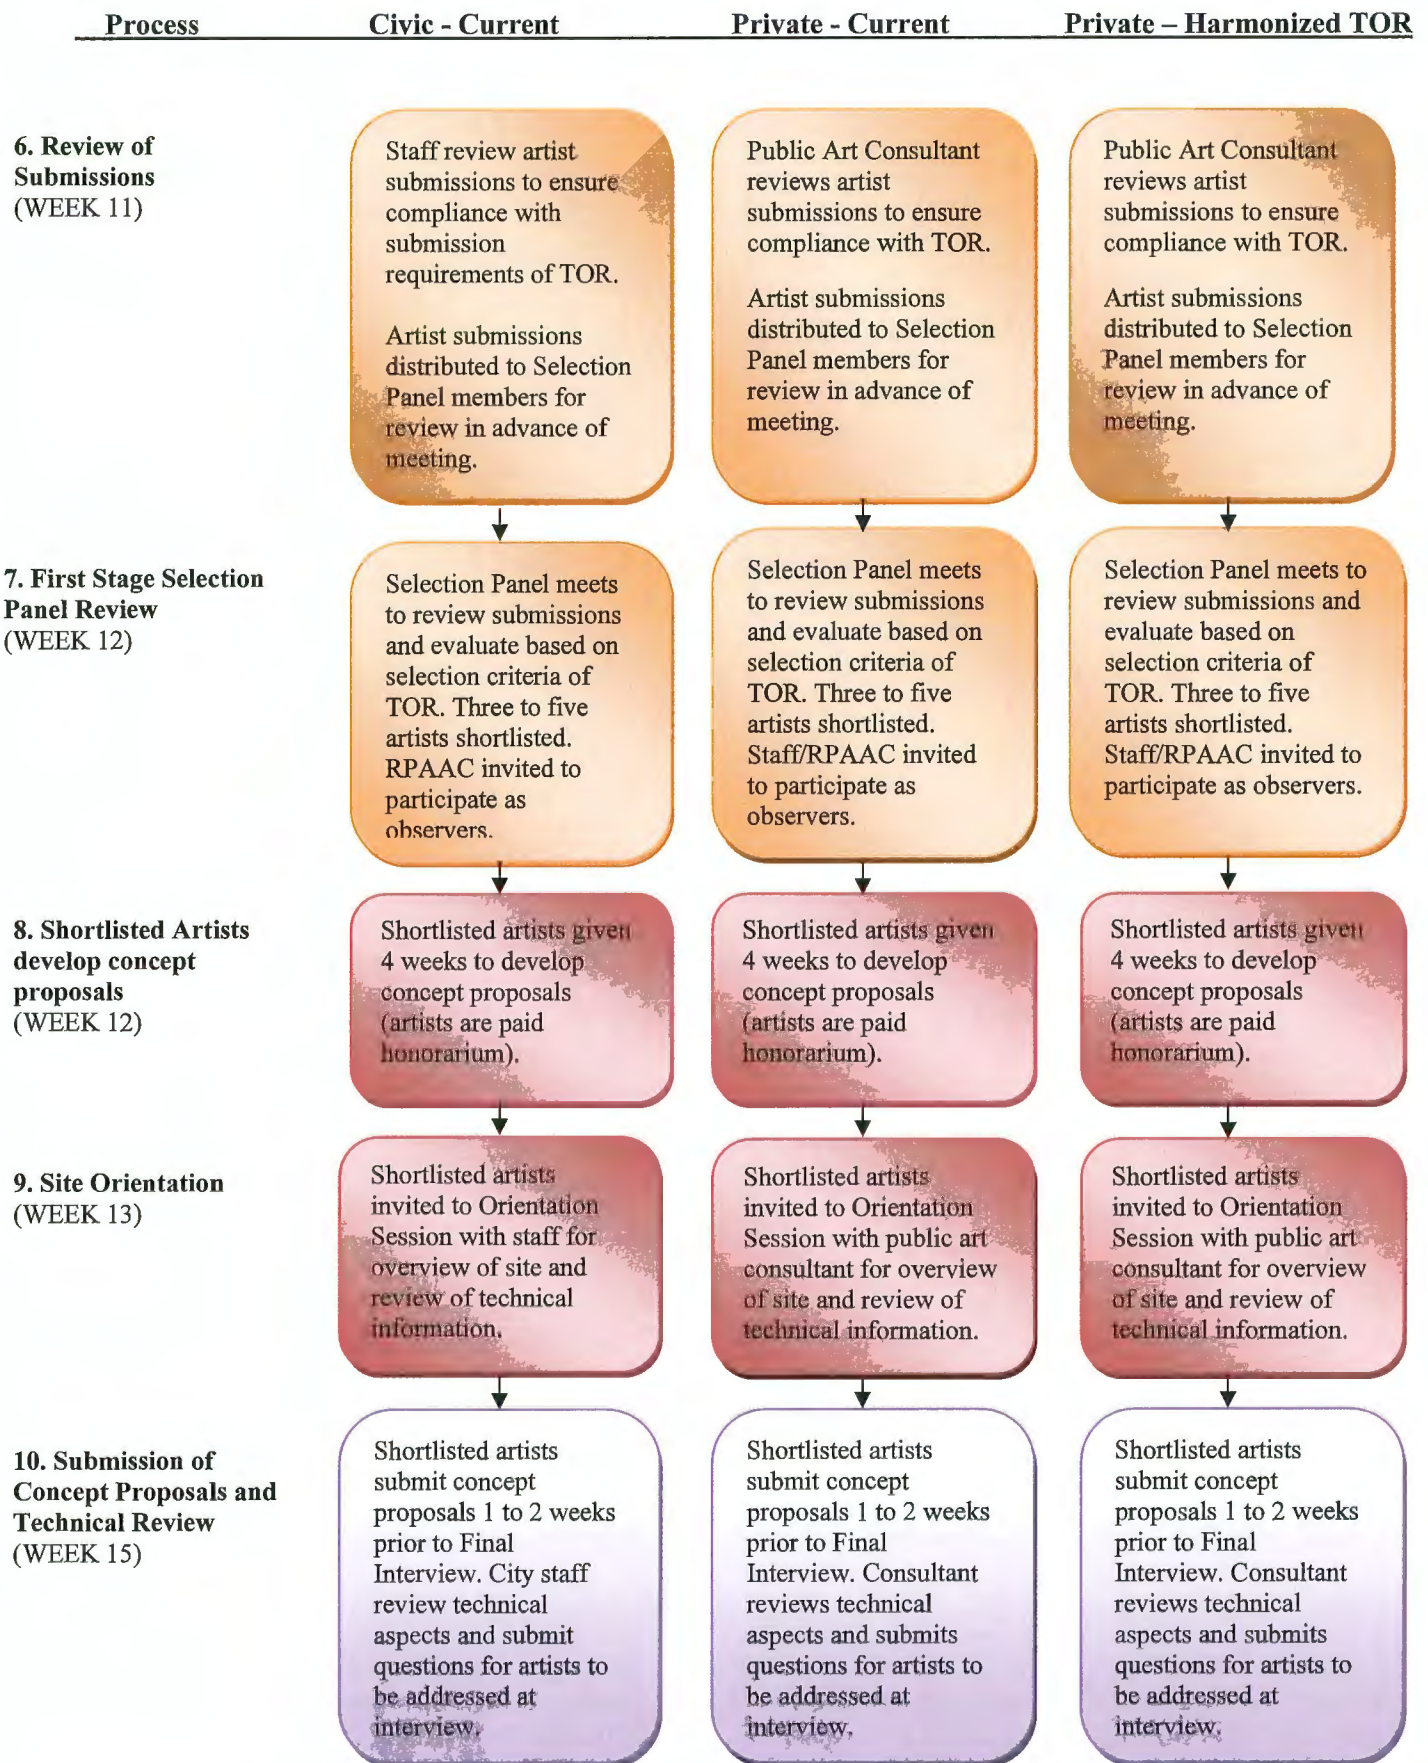 Process Civic - Current Private - Current Private – Harmonized TOR
6. Review of
Submissions
(WEEK 11)
Staff review artist
submissions to ensure
compliance with
submission
requirements of TOR.
Artist submissions
distributed to Selection
Panel members for
review in advance of
meeting.
Public Art Consultant
reviews artist
submissions to ensure
compliance with TOR.
Artist submissions
distributed to Selection
Panel members for
review in advance of
meeting.
Public Art Consultant
reviews artist
submissions to ensure
compliance with TOR.
Artist submissions
distributed to Selection
Panel members for
review in advance of
meeting.
7. First Stage Selection
Panel Review
(WEEK 12)
Selection Panel meets
to review submissions
and evaluate based on
selection criteria of
TOR. Three to five
artists shortlisted.
RPAAC invited to
participate as
observers.
Selection Panel meets
to review submissions
and evaluate based on
selection criteria of
TOR. Three to five
artists shortlisted.
Staff/RPAAC invited
to participate as
observers.
Selection Panel meets to
review submissions and
evaluate based on
selection criteria of
TOR. Three to five
artists shortlisted.
Staff/RPAAC invited to
participate as observers.
8. Shortlisted Artists
develop concept
proposals
(WEEK 12)
Shortlisted artists given
4 weeks to develop
concept proposals
(artists are paid
honorarium).
Shortlisted artists given
4 weeks to develop
concept proposals
(artists are paid
honorarium).
Shortlisted artists given
4 weeks to develop
concept proposals
(artists are paid
honorarium).
9. Site Orientation
(WEEK 13)
Shortlisted artists
invited to Orientation
Session with staff for
overview of site and
review of technical
information.
Shortlisted artists
invited to Orientation
Session with public art
consultant for overview
of site and review of
technical information.
Shortlisted artists
invited to Orientation
Session with public art
consultant for overview
of site and review of
technical information.
10. Submission of
Concept Proposals and
Technical Review
(WEEK 15)
Shortlisted artists
submit concept
proposals 1 to 2 weeks
prior to Final
Interview. City staff
review technical
aspects and submit
questions for artists to
be addressed at
interview.
Shortlisted artists
submit concept
proposals 1 to 2 weeks
prior to Final
Interview. Consultant
reviews technical
aspects and submits
questions for artists to
be addressed at
interview.
Shortlisted artists
submit concept
proposals 1 to 2 weeks
prior to Final
Interview. Consultant
reviews technical
aspects and submits
questions for artists to
be addressed at
interview.